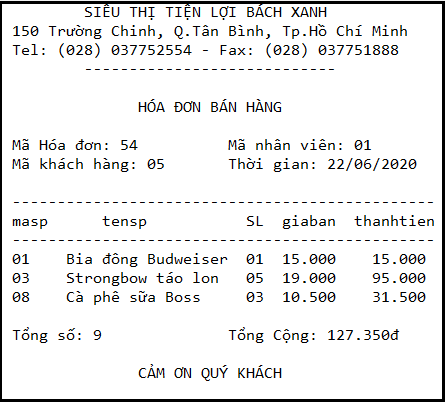 SIÊU THỊ TIỆN LỢI BÁCH XANH
150 Trường Chinh, Q.Tân Bình, Tp.Hồ Chí Minh
Tel: (028) 037752554 - Fax: (028) 037751888
----------------------------
HÓA ĐƠN BÁN HÀNG
Mã Hóa đơn: 54 Mã nhân viên: 01
Mã khách hàng: 05 Thời gian: 22/06/2020
-----------------------------------------------
masp tensp SL giaban thanhtien
-----------------------------------------------
01 Bia đông Budweiser 01 15.000 15.000
03 Strongbow táo lon 05 19.000 95.000
08 Cà phê sữa Boss 03 10.500 31.500
Tổng số: 9 Tổng Cộng: 127.350đ
CẢM ƠN QUÝ KHÁCH